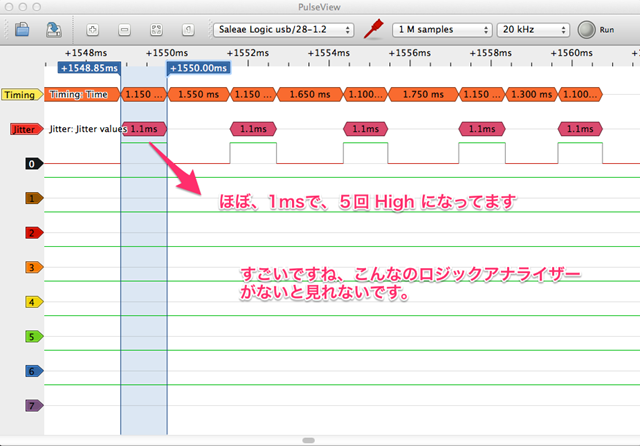 PulseView
Saleae Logic usb/28-1.2
1 M samples
20 kHz
Run
+1548ms +1550ms +1552ms +1554ms +1556ms +1558ms +1560ms
+1548.85ms +1550.00ms
Timing Timing: Time 1.150 ... 1.550 ms 1.150 ... 1.650 ms 1.100... 1.750 ms 1.150 ... 1.300 ms 1.100...
Jitter Jitter: Jitter values 1.1ms 1.1ms 1.1ms 1.1ms 1.1ms
0
ほぼ、1msで、５回 High になってます
1
2
すごいですね、こんなのロジックアナライザー
3
がないと見れないです。
4
5
6
7